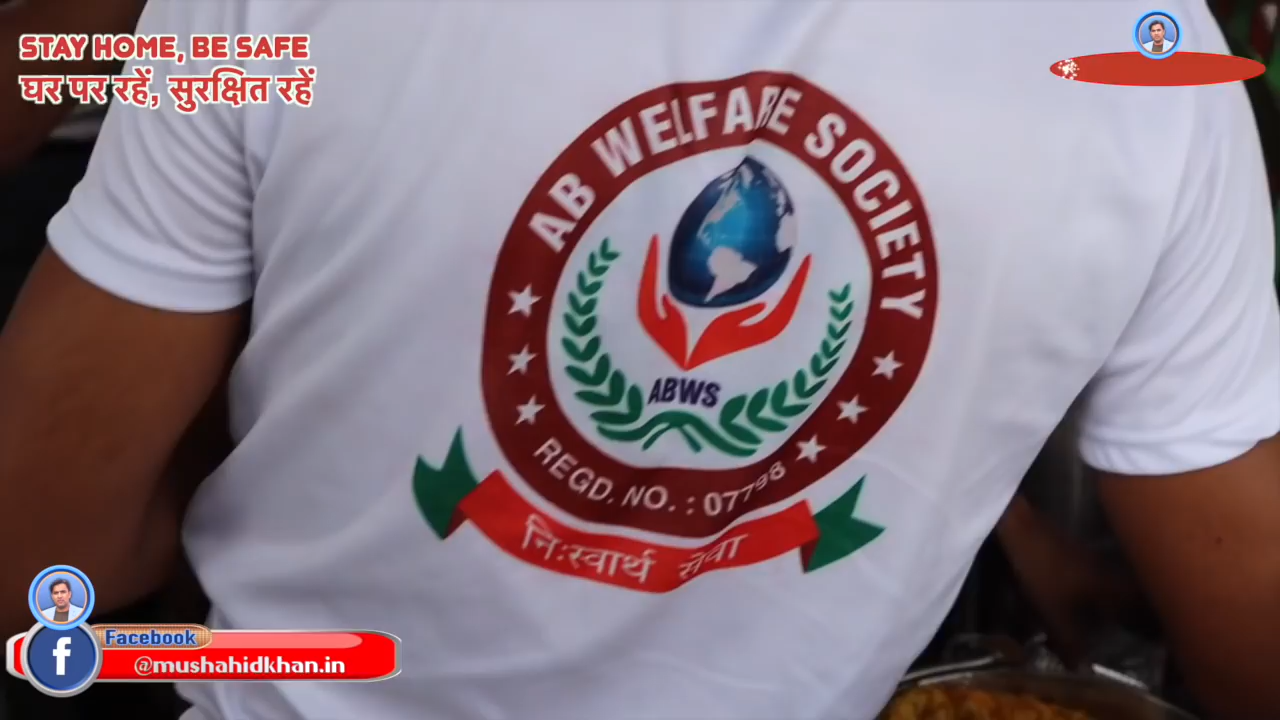 STAY HOME, BE SAFE
घर पर रहें, सुरक्षित रहें
AB WELFARE SOCIETY
ABWS
REGD. NO. : 07798
निःस्वार्थ सेवा
f
Facebook
@mushahidkhan.in